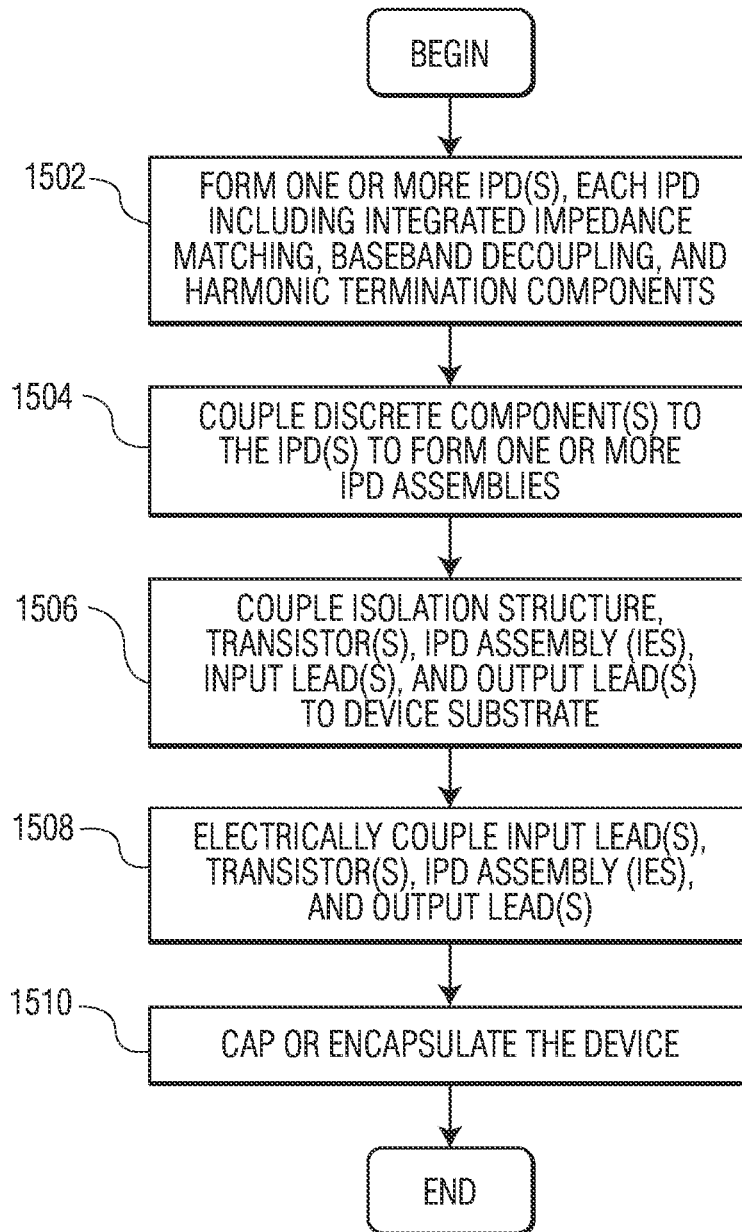 BEGIN
1502
FORM ONE OR MORE IPD(S), EACH IPD
INCLUDING INTEGRATED IMPEDANCE
MATCHING, BASEBAND DECOUPLING, AND
HARMONIC TERMINATION COMPONENTS
1504
COUPLE DISCRETE COMPONENT(S) TO
THE IPD(S) TO FORM ONE OR MORE
IPD ASSEMBLIES
1506
COUPLE ISOLATION STRUCTURE,
TRANSISTOR(S), IPD ASSEMBLY (IES),
INPUT LEAD(S), AND OUTPUT LEAD(S)
TO DEVICE SUBSTRATE
1508
ELECTRICALLY COUPLE INPUT LEAD(S),
TRANSISTOR(S), IPD ASSEMBLY (IES),
AND OUTPUT LEAD(S)
1510
CAP OR ENCAPSULATE THE DEVICE
END